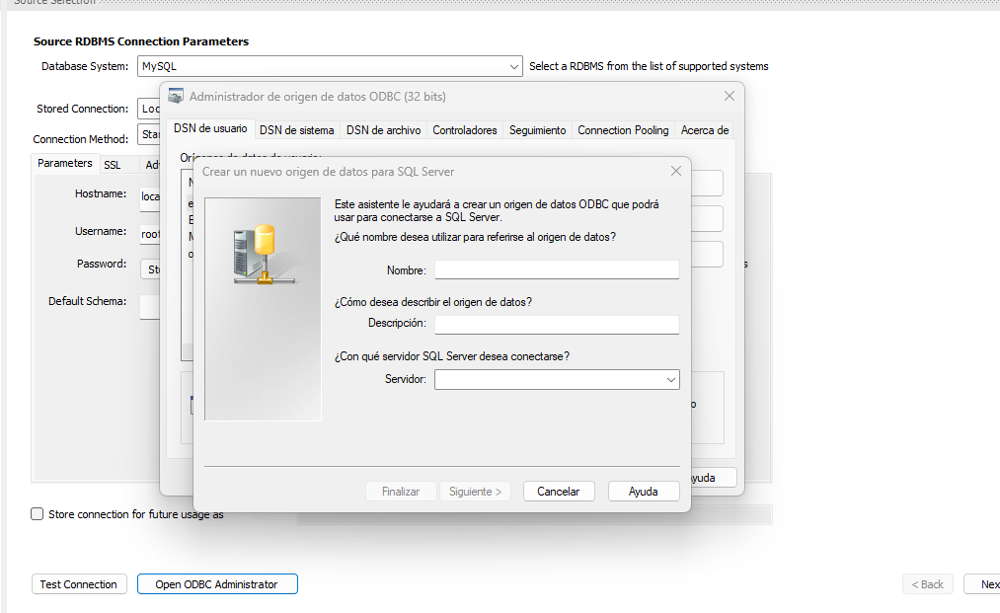 Source Selection
Source RDBMS Connection Parameters
Database System: MySQL Select a RDBMS from the list of supported systems
Administrador de origen de datos ODBC (32 bits)
Stored Connection: Loc
DSN de usuario DSN de sistema DSN de archivo Controladores Seguimiento Connection Pooling Acerca de
Connection Method: Star
Parameters SSL Ad
Crear un nuevo origen de datos para SQL Server
Hostname: loca
Este asistente le ayudará a crear un origen de datos ODBC que podrá
usar para conectarse a SQL Server.
Username: root
¿Qué nombre desea utilizar para referirse al origen de datos?
Password: St
Nombre:
Default Schema:
¿Cómo desea describir el origen de datos?
Descripción:
¿Con qué servidor SQL Server desea conectarse?
Servidor:
yuda
Finalizar Siguiente > Cancelar Ayuda
Store connection for future usage as
Test Connection Open ODBC Administrator < Back Nex